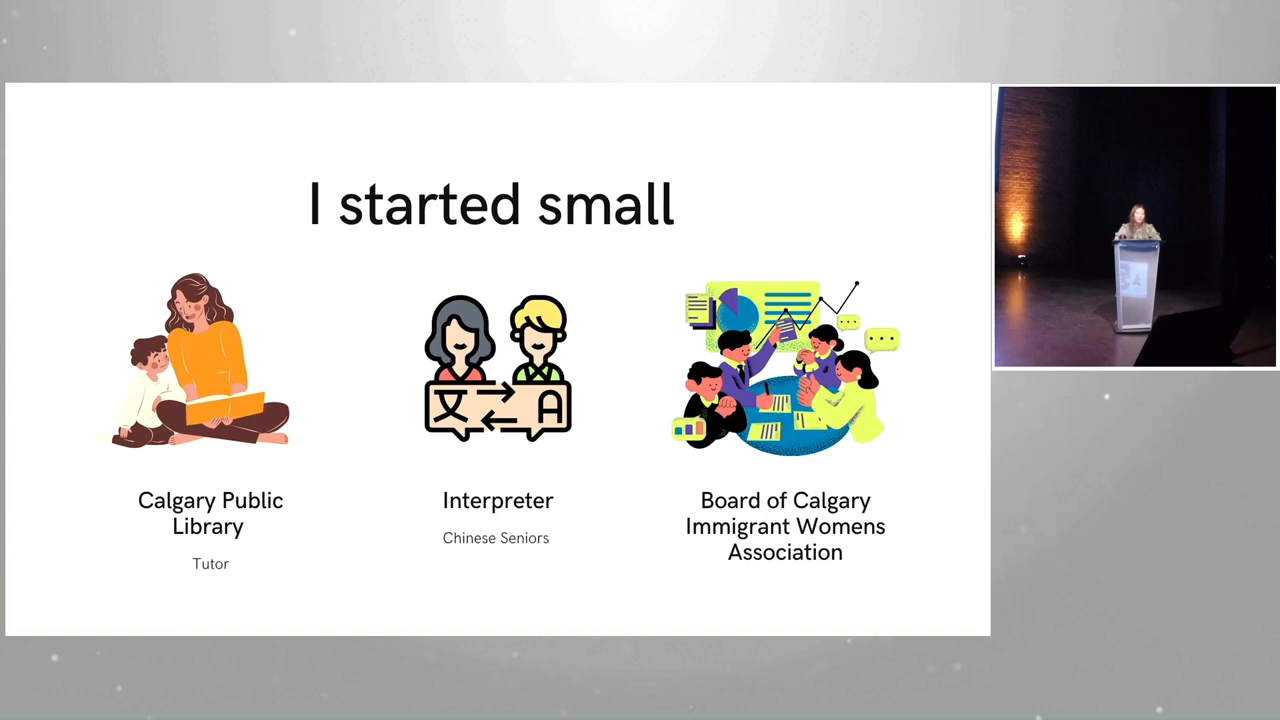 I started small
文 A
Calgary Public
Library
Tutor
Interpreter
Chinese Seniors
Board of Calgary
Immigrant Womens
Association